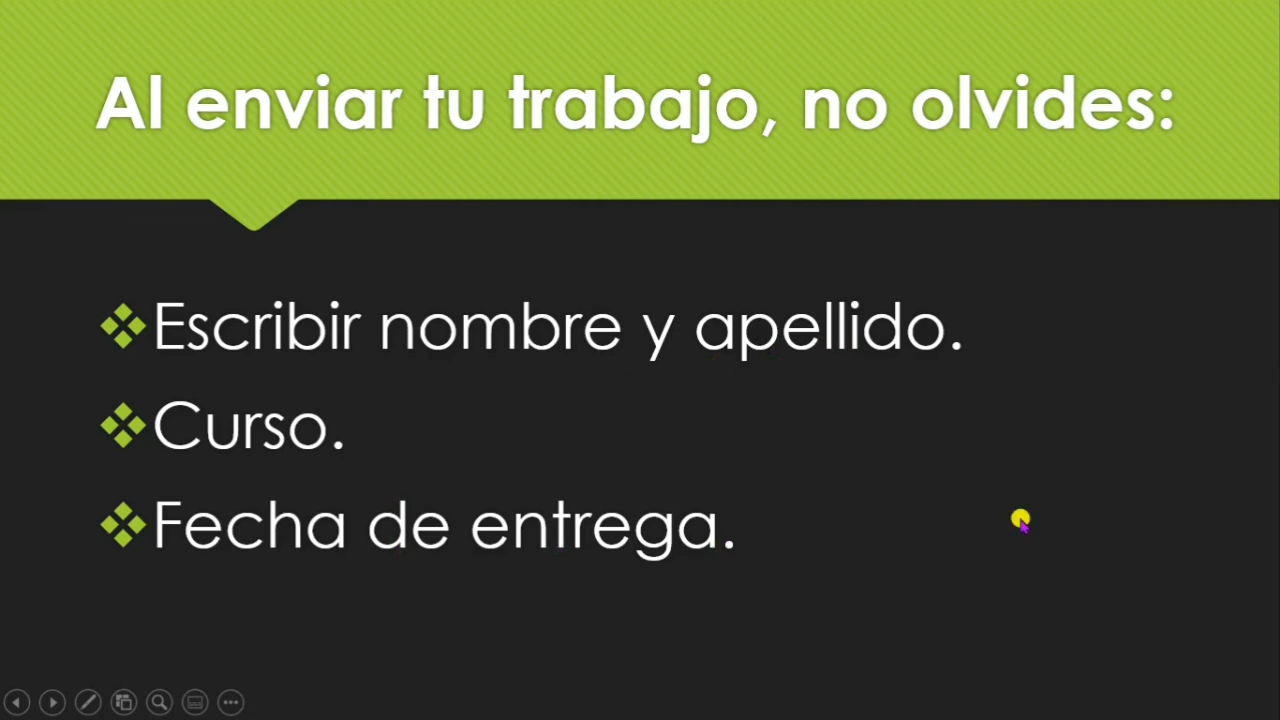 Al enviar tu trabajo, no olvides:
Escribir nombre y apellido.
Curso.
Fecha de entrega.